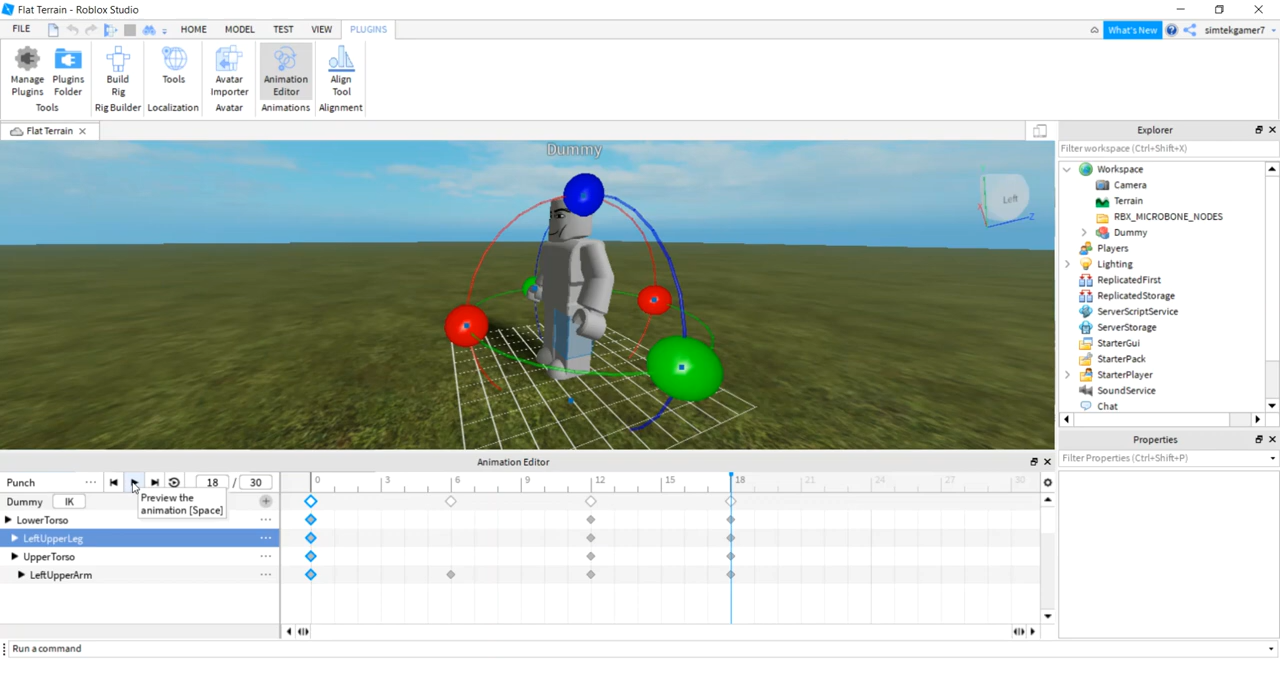 Flat Terrain - Roblox Studio
FILE HOME MODEL TEST VIEW PLUGINS What's New simtekgamer7
Manage Plugins
Plugins Folder
Build Rig
Tools
Avatar Importer
Animation Editor
Align Tool
Tools Rig Builder Localization Avatar Animations Alignment
Flat Terrain
Dummy
Left
Z
Explorer
Filter workspace (Ctrl+Shift+X)
Workspace
Camera
Terrain
RBX_MICROBONE_NODES
Dummy
Players
Lighting
ReplicatedFirst
ReplicatedStorage
ServerScriptService
ServerStorage
StarterGui
StarterPack
StarterPlayer
SoundService
Chat
Properties
Filter Properties (Ctrl+Shift+P)
Animation Editor
Punch ... 18 / 30 0 3 6 9 12 15 18 21 24 27 30
Dummy IK
Preview the
animation [Space]
LowerTorso ...
LeftUpperLeg ...
UpperTorso ...
LeftUpperArm ...
Run a command